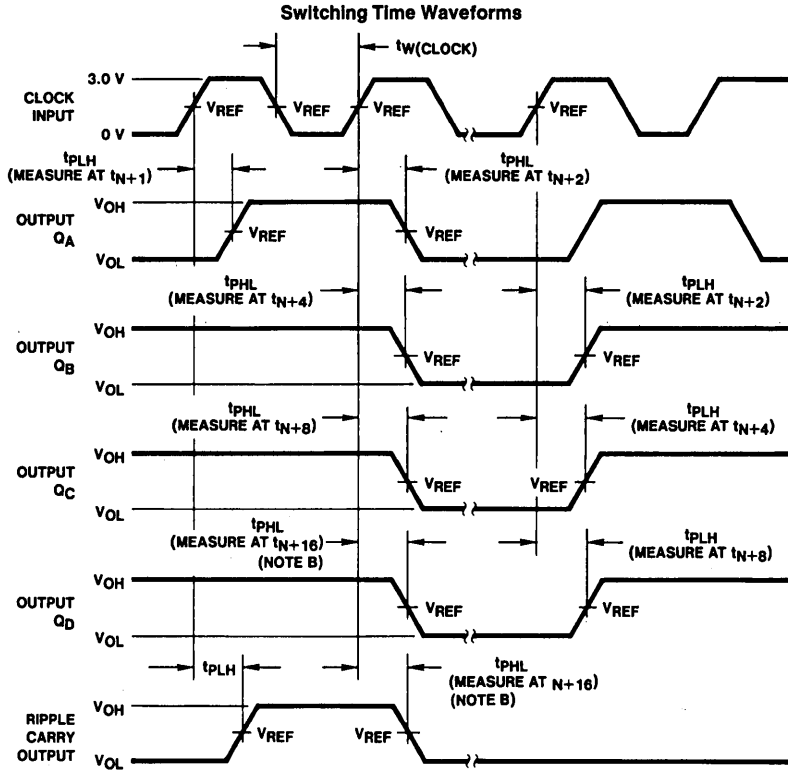 Switching Time Waveforms
tW(CLOCK)
3.0 V
CLOCK
INPUT
VREF
VREF
VREF
VREF
0 V
tPLH
(MEASURE AT tN+1)
tPHL
(MEASURE AT tN+2)
VOH
OUTPUT
QA
VREF
VREF
VOL
tPHL
(MEASURE AT tN+4)
tPLH
(MEASURE AT tN+2)
VOH
OUTPUT
QB
VREF
VREF
VOL
tPHL
(MEASURE AT tN+8)
tPLH
(MEASURE AT tN+4)
VOH
OUTPUT
QC
VREF
VREF
VOL
tPHL
(MEASURE AT tN+16)
(NOTE B)
tPLH
(MEASURE AT tN+8)
VOH
OUTPUT
QD
VREF
VREF
VOL
tPLH
tPHL
(MEASURE AT N+16)
(NOTE B)
VOH
RIPPLE
CARRY
OUTPUT
VREF
VREF
VOL